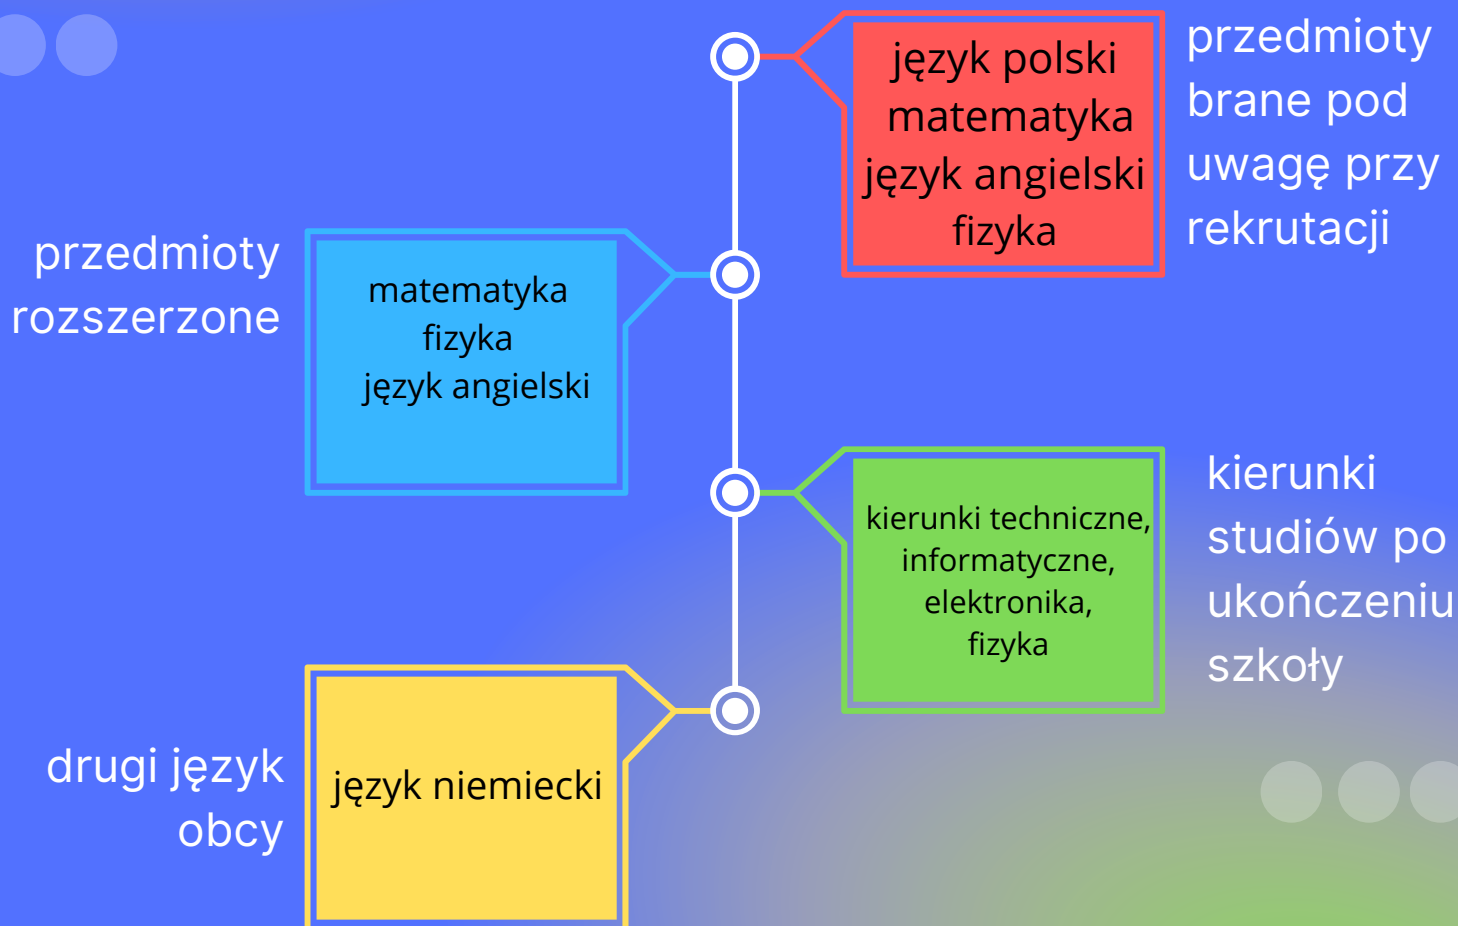 język polski
matematyka
język angielski
fizyka
przedmioty
brane pod
uwagę przy
rekrutacji
przedmioty
rozszerzone
matematyka
fizyka
język angielski
kierunki techniczne,
informatyczne,
elektronika,
fizyka
kierunki
studiów po
ukończeniu
szkoły
drugi język
obcy
język niemiecki